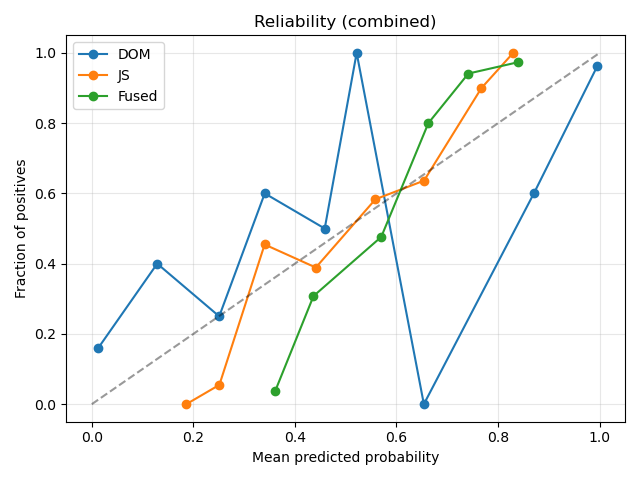 Reliability (combined)
DOM
JS
Fused
Fraction of positives
1.0
0.8
0.6
0.4
0.2
0.0
0.0 0.2 0.4 0.6 0.8 1.0
Mean predicted probability